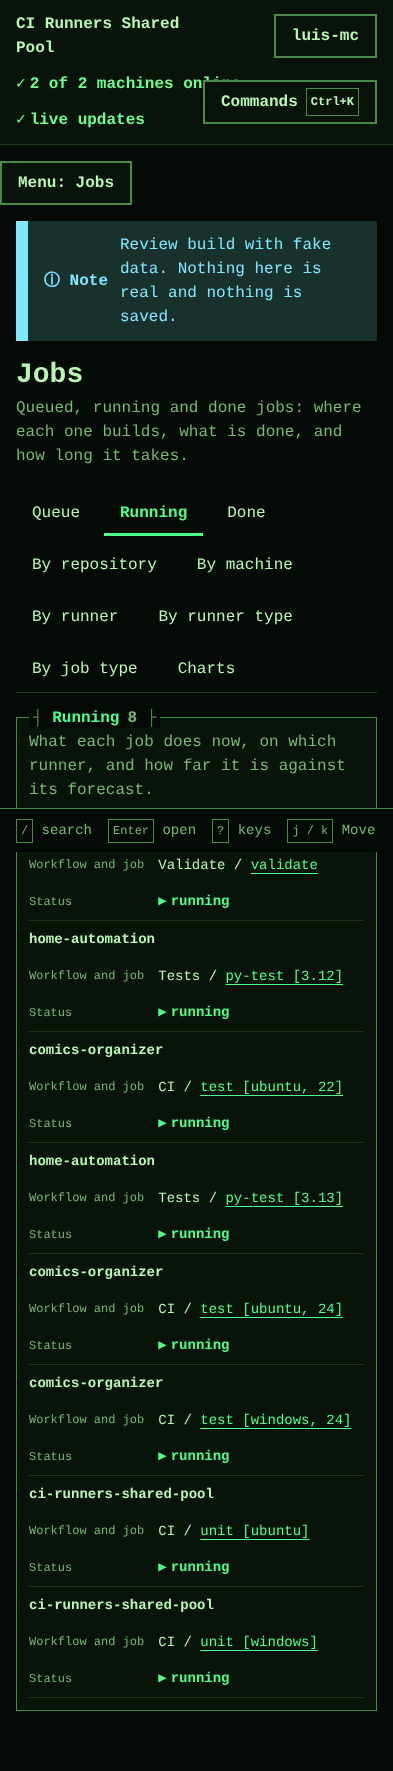 CI Runners Shared
Pool
luis-mc
✓ 2 of 2 machines
Commands Ctrl+K
✓ live updates
Menu: Jobs
ⓘ Note
Review build with fake
data. Nothing here is
real and nothing is
saved.
Jobs
Queued, running and done jobs: where
each one builds, what is done, and
how long it takes.
Queue Running Done
By repository By machine
By runner By runner type
By job type Charts
Running 8
What each job does now, on which
runner, and how far it is against
its forecast.
/ search Enter open ? keys j / k Move
Workflow and job Validate / validate
Status ▶ running
home-automation
Workflow and job Tests / py-test [3.12]
Status ▶ running
comics-organizer
Workflow and job CI / test [ubuntu, 22]
Status ▶ running
home-automation
Workflow and job Tests / py-test [3.13]
Status ▶ running
comics-organizer
Workflow and job CI / test [ubuntu, 24]
Status ▶ running
comics-organizer
Workflow and job CI / test [windows, 24]
Status ▶ running
ci-runners-shared-pool
Workflow and job CI / unit [ubuntu]
Status ▶ running
ci-runners-shared-pool
Workflow and job CI / unit [windows]
Status ▶ running